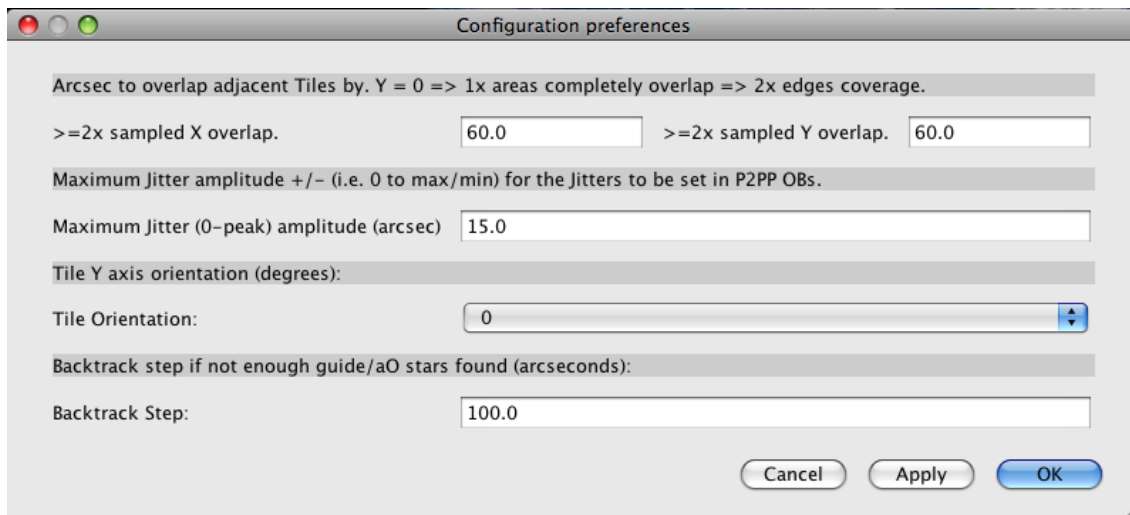 Configuration preferences
Arcsec to overlap adjacent Tiles by. Y = 0 => 1x areas completely overlap => 2x edges coverage.
>=2x sampled X overlap. 60.0 >=2x sampled Y overlap. 60.0
Maximum Jitter amplitude +/- (i.e. 0 to max/min) for the Jitters to be set in P2PP OBs.
Maximum Jitter (0-peak) amplitude (arcsec) 15.0
Tile Y axis orientation (degrees):
Tile Orientation: 0
Backtrack step if not enough guide/aO stars found (arcseconds):
Backtrack Step: 100.0
Cancel Apply OK